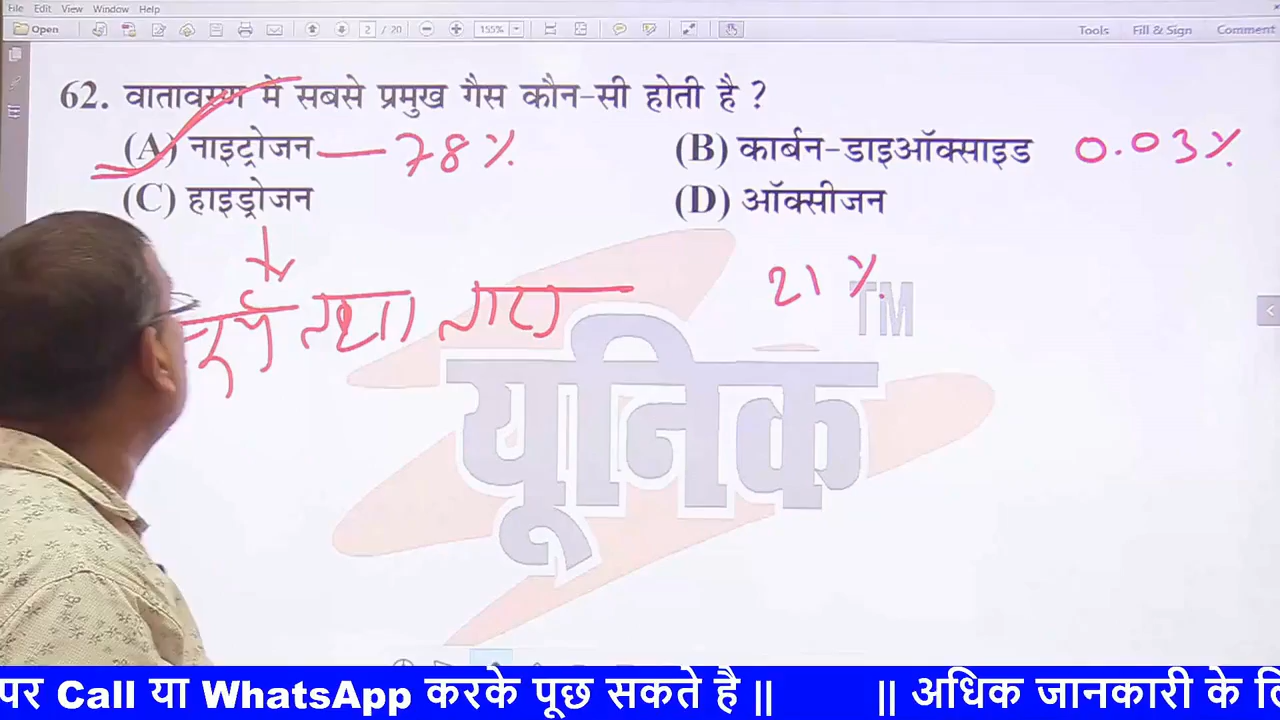 File Edit View Window Help
Open 2 / 20 155% Tools Fill & Sign Comment
62. वातावरण में सबसे प्रमुख गैस कौन-सी होती है ?
(A) नाइट्रोजन — 78% (B) कार्बन-डाइऑक्साइड 0.03%
(C) हाइड्रोजन (D) ऑक्सीजन
21%
सूर्य तथा तारा
TM
यूनिक
पर Call या WhatsApp करके पूछ सकते है || || अधिक जानकारी के लि